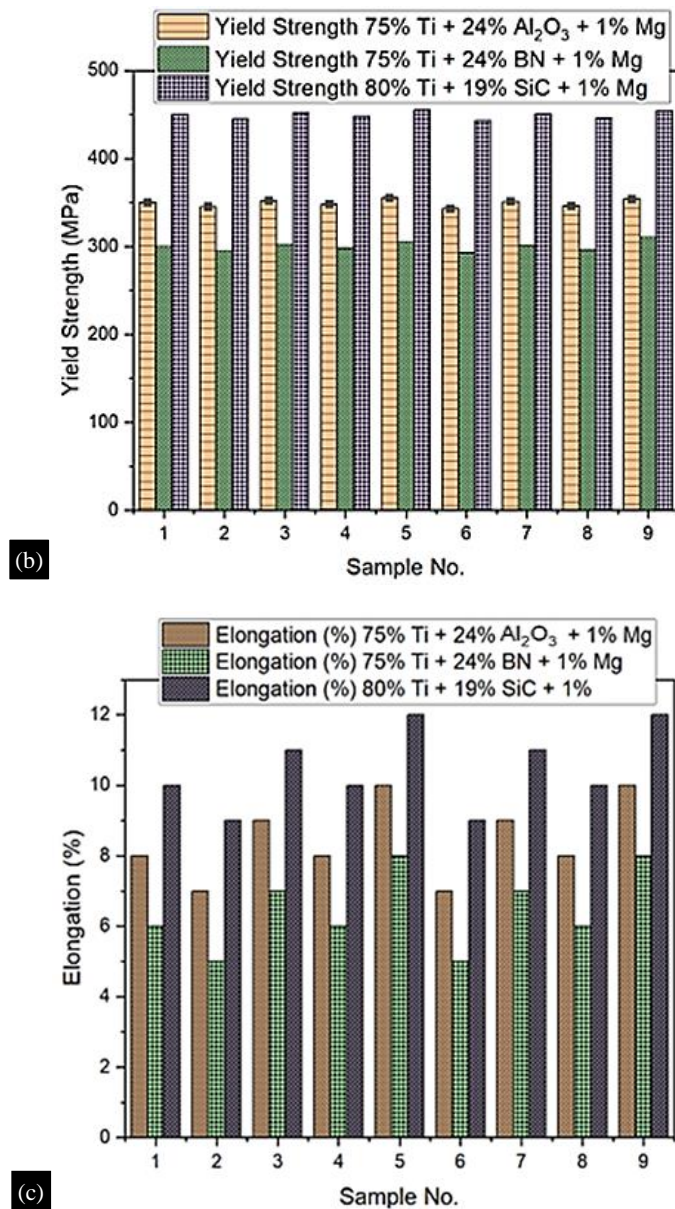 Yield Strength 75% Ti + 24% Al₂O₃ + 1% Mg
Yield Strength 75% Ti + 24% BN + 1% Mg
Yield Strength 80% Ti + 19% SiC + 1% Mg
500
400
300
200
100
0
Yield Strength (MPa)
1 2 3 4 5 6 7 8 9
Sample No.
(b)
Elongation (%) 75% Ti + 24% Al₂O₃ + 1% Mg
Elongation (%) 75% Ti + 24% BN + 1% Mg
Elongation (%) 80% Ti + 19% SiC + 1%
12
10
8
6
4
2
0
Elongation (%)
1 2 3 4 5 6 7 8 9
Sample No.
(c)